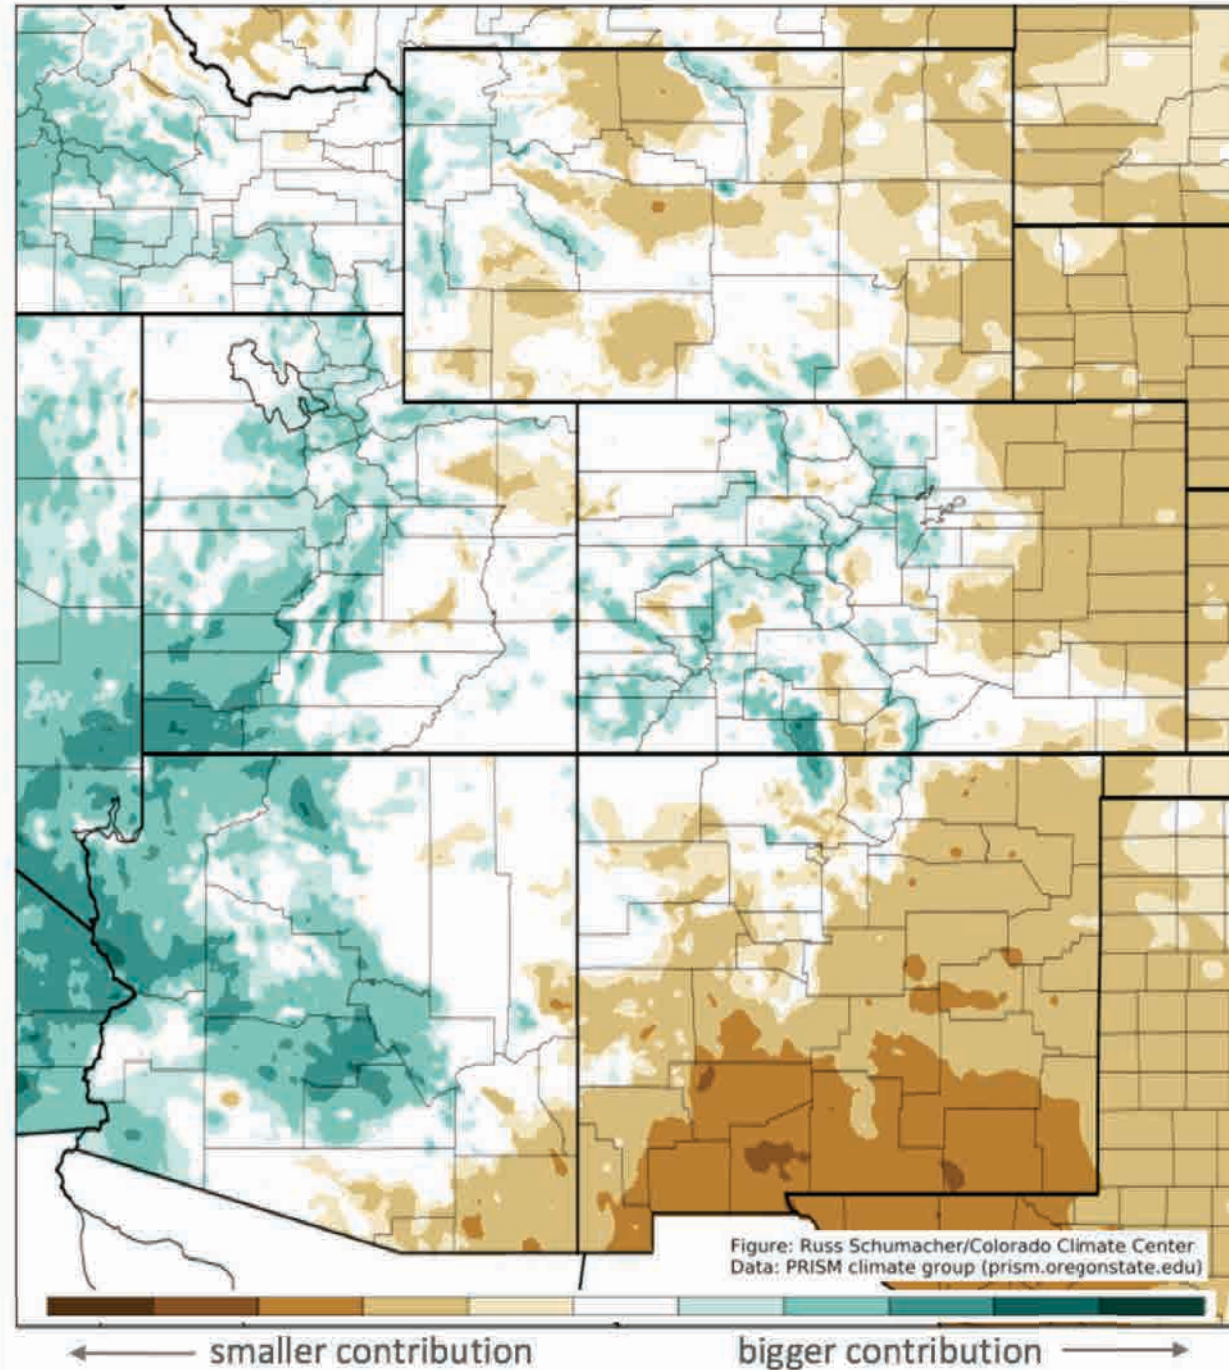 Figure: Russ Schumacher/Colorado Climate Center
Data: PRISM climate group (prism.oregonstate.edu)
smaller contribution
bigger contribution